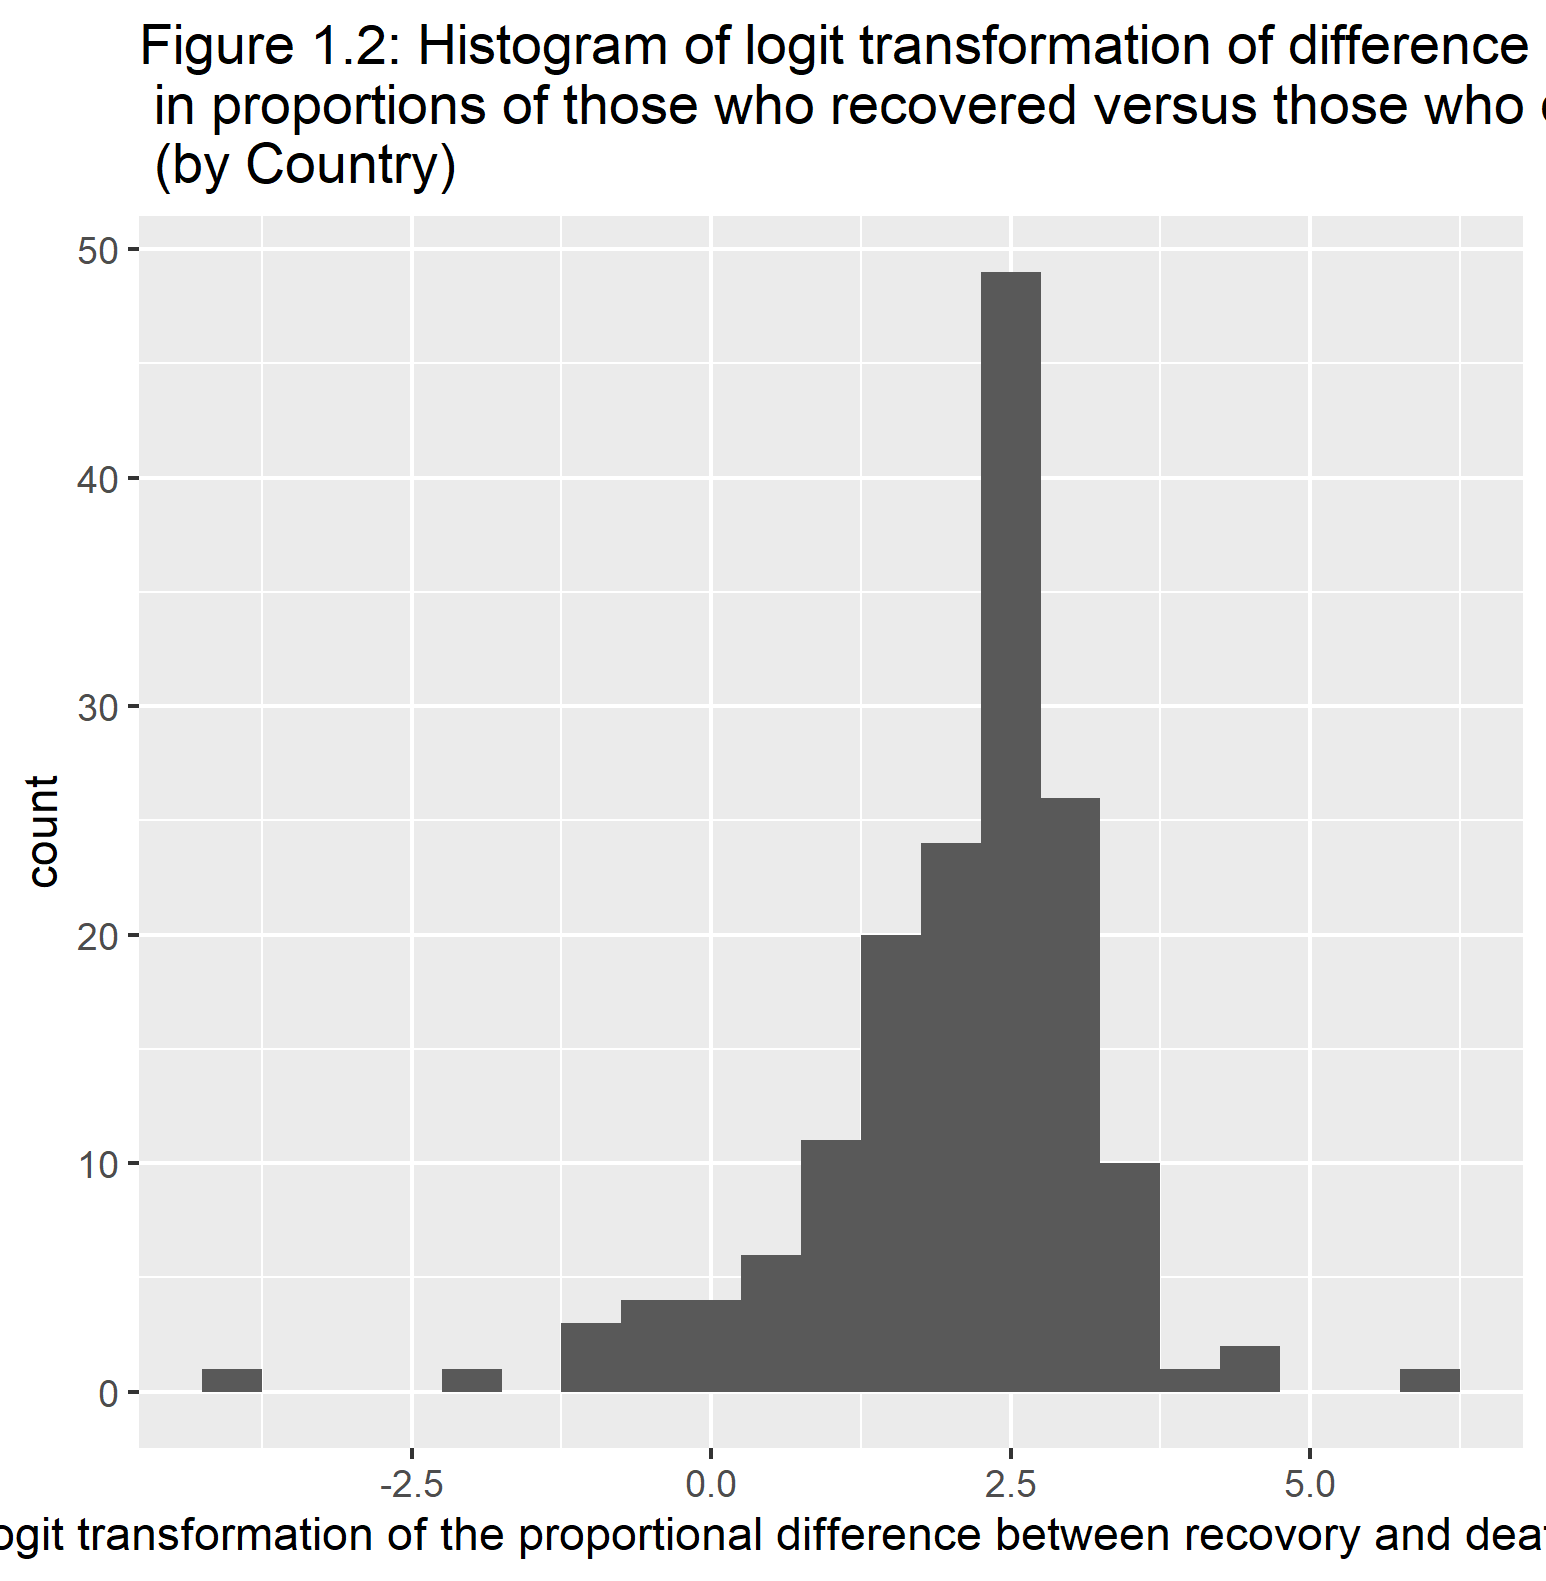 Figure 1.2: Histogram of logit transformation of difference
in proportions of those who recovered versus those who
(by Country)
50
40
30
20
10
0
count
-2.5 0.0 2.5 5.0
transformation of the proportional difference between recovory and